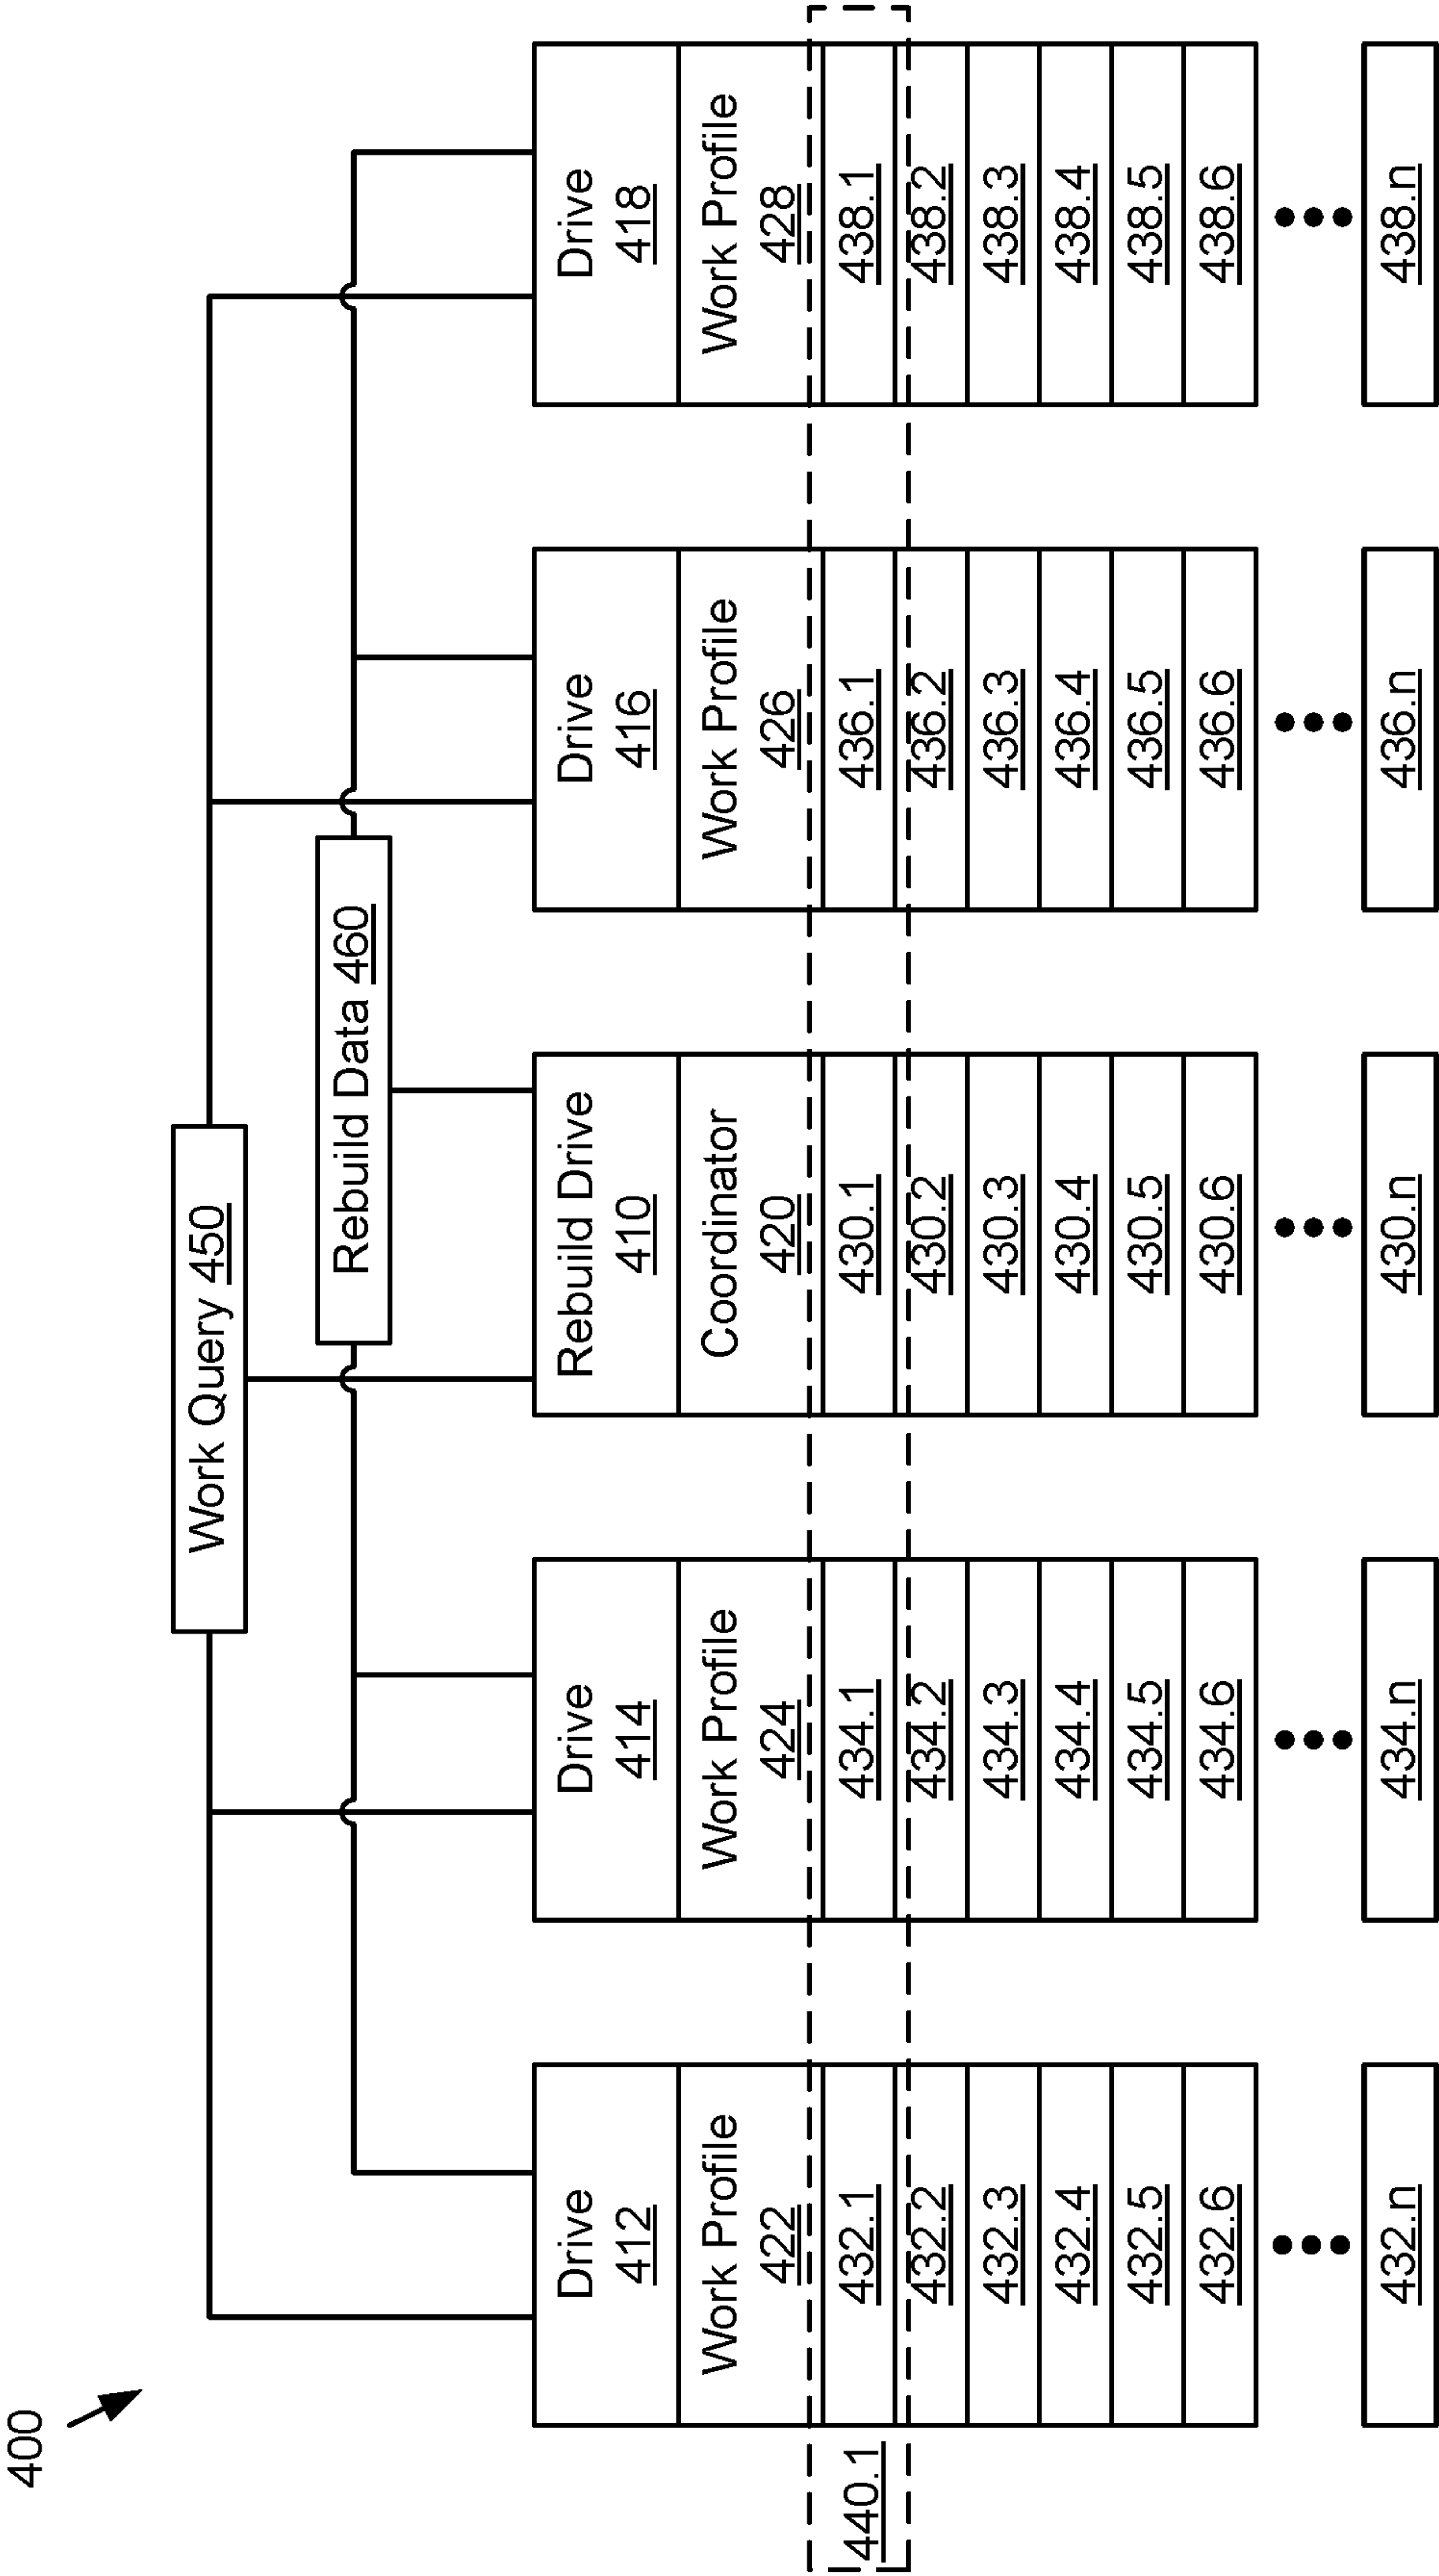 400
Work Query 450
Rebuild Data 460
Drive
412
Work Profile
422
432.1
432.2
432.3
432.4
432.5
432.6
432.n
Drive
414
Work Profile
424
434.1
434.2
434.3
434.4
434.5
434.6
434.n
Rebuild Drive
410
Coordinator
420
430.1
430.2
430.3
430.4
430.5
430.6
430.n
Drive
416
Work Profile
426
436.1
436.2
436.3
436.4
436.5
436.6
436.n
Drive
418
Work Profile
428
438.1
438.2
438.3
438.4
438.5
438.6
438.n
440.1